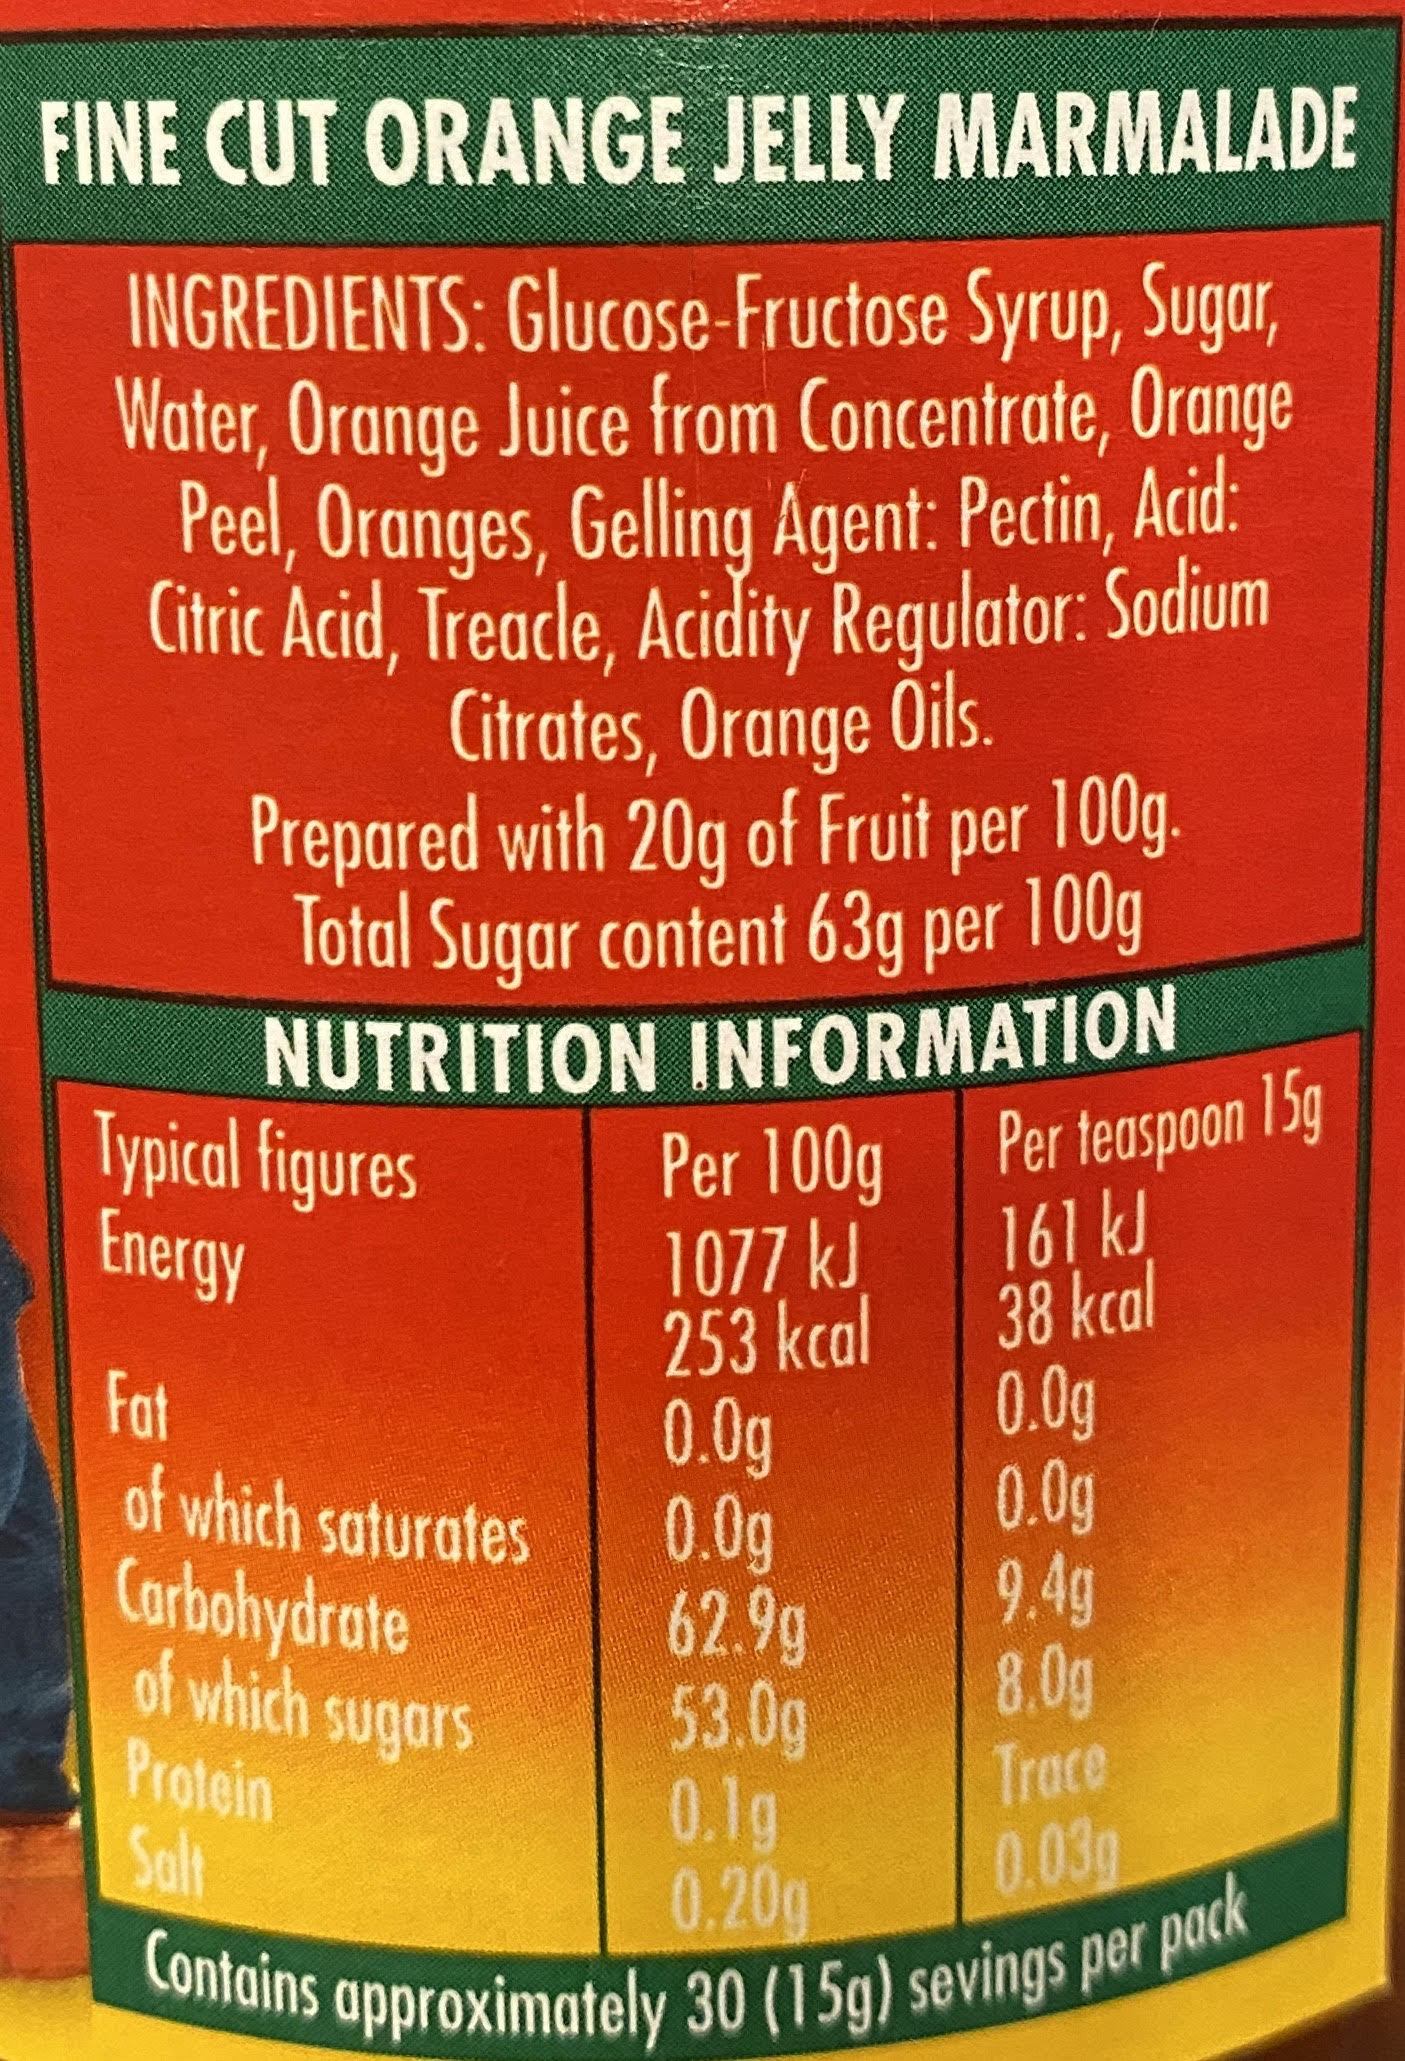 FINE CUT ORANGE JELLY MARMALADE
INGREDIENTS: Glucose-Fructose Syrup, Sugar,
Water, Orange Juice from Concentrate, Orange
Peel, Oranges, Gelling Agent: Pectin, Acid:
Citric Acid, Treacle, Acidity Regulator: Sodium
Citrates, Orange Oils.
Prepared with 20g of Fruit per 100g.
Total Sugar content 63g per 100g
NUTRITION INFORMATION
Typical figures Per 100g Per teaspoon 15g
Energy 1077 kJ 161 kJ
253 kcal 38 kcal
Fat 0.0g 0.0g
of which saturates 0.0g 0.0g
Carbohydrate 62.9g 9.4g
of which sugars 53.0g 8.0g
Protein 0.1g Trace
Salt 0.20g 0.03g
Contains approximately 30 (15g) sevings per pack